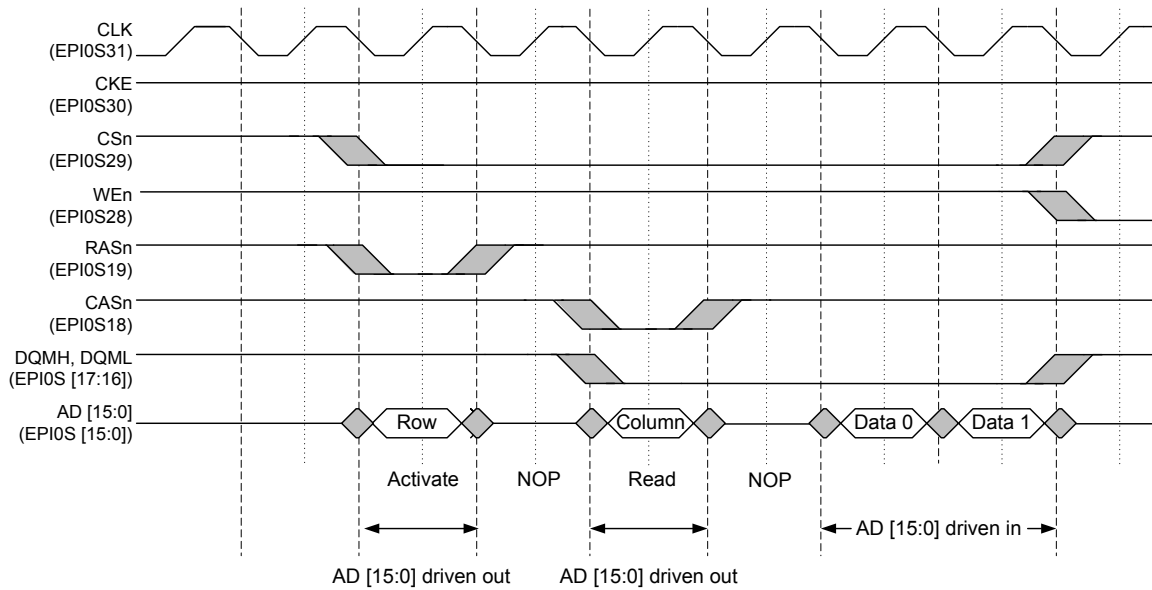 CLK
(EPI0S31)
CKE
(EPI0S30)
CSn
(EPI0S29)
WEn
(EPI0S28)
RASn
(EPI0S19)
CASn
(EPI0S18)
DQMH, DQML
(EPI0S [17:16])
AD [15:0]
(EPI0S [15:0])
Row
Column
Data 0
Data 1
Activate
NOP
Read
NOP
AD [15:0] driven in
AD [15:0] driven out
AD [15:0] driven out